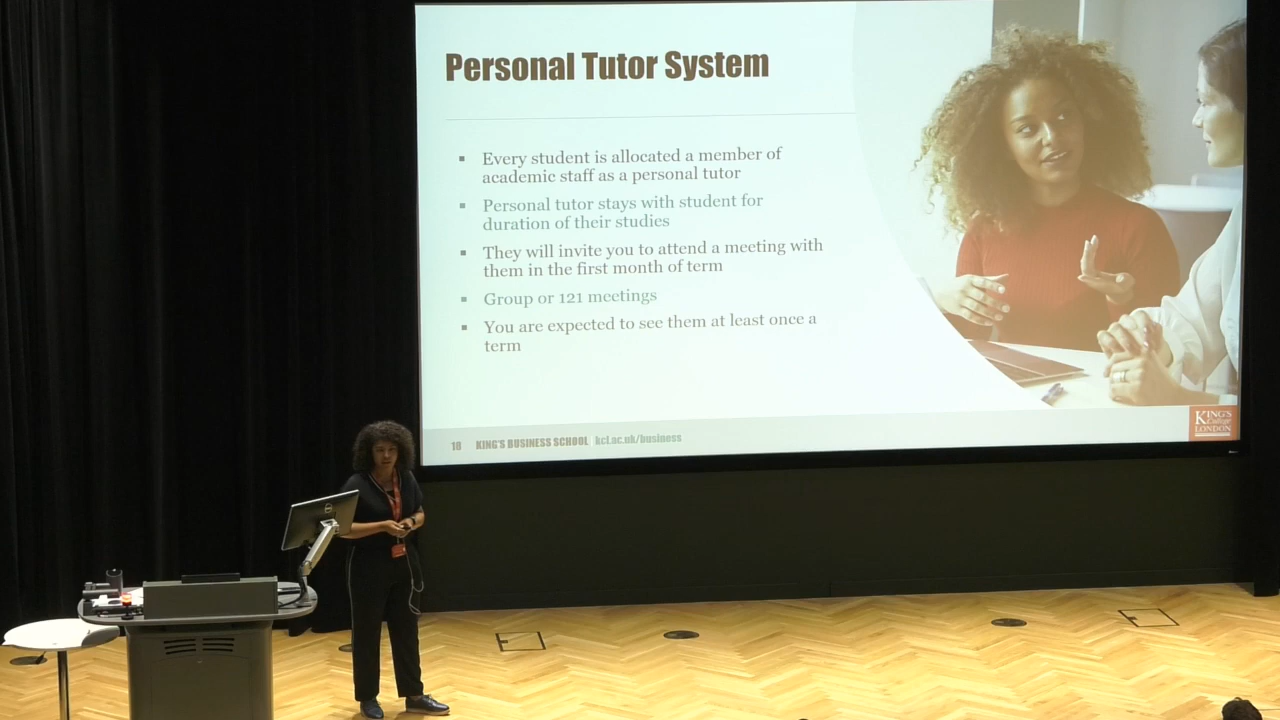 Personal Tutor System
▪ Every student is allocated a member of
academic staff as a personal tutor
▪ Personal tutor stays with student for
duration of their studies
▪ They will invite you to attend a meeting with
them in the first month of term
▪ Group or 121 meetings
▪ You are expected to see them at least once a
term
18 KING'S BUSINESS SCHOOL | kcl.ac.uk/business
KING'S
College
LONDON